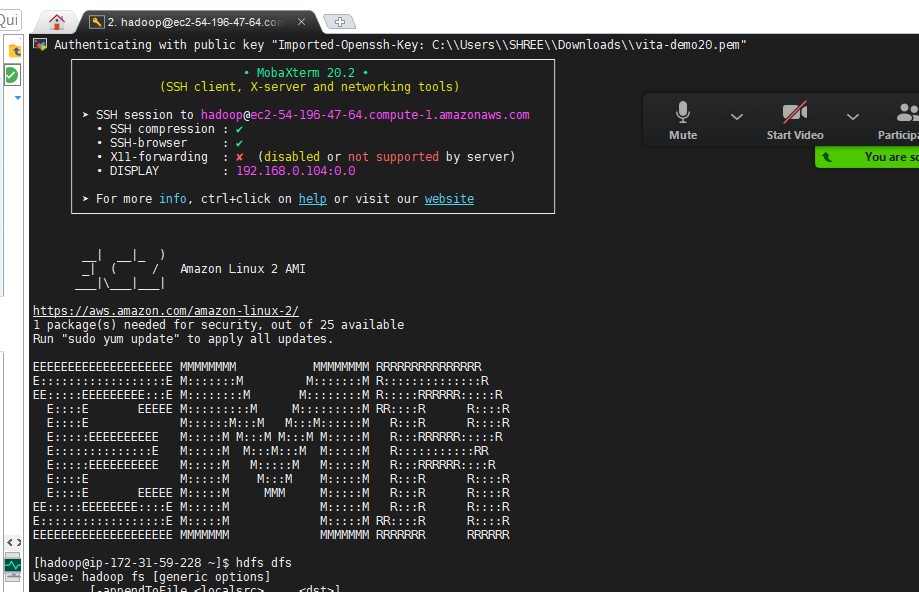 Qui
2. hadoop@ec2-54-196-47-64.co
Authenticating with public key "Imported-Openssh-Key: C:\\Users\\SHREE\\Downloads\\vita-demo20.pem"
• MobaXterm 20.2 •
(SSH client, X-server and networking tools)
➤ SSH session to hadoop@ec2-54-196-47-64.compute-1.amazonaws.com
• SSH compression : ✔
• SSH-browser     : ✔
• X11-forwarding  : ✘  (disabled or not supported by server)
• DISPLAY         : 192.168.0.104:0.0
➤ For more info, ctrl+click on help or visit our website
Mute
Start Video
Participa
You are sc
       __|  __|_  )
       _|  (     /   Amazon Linux 2 AMI
      ___|\___|___|
https://aws.amazon.com/amazon-linux-2/
1 package(s) needed for security, out of 25 available
Run "sudo yum update" to apply all updates.
EEEEEEEEEEEEEEEEEEEE MMMMMMMM           MMMMMMMM RRRRRRRRRRRRRRR
E::::::::::::::::::E M:::::::M         M:::::::M R::::::::::::::R
EE:::::EEEEEEEEE:::E M::::::::M       M::::::::M R:::::RRRRRR:::::R
  E::::E       EEEEE M:::::::::M     M:::::::::M RR::::R      R::::R
  E::::E             M::::::M:::M   M:::M::::::M   R:::R      R::::R
  E:::::EEEEEEEEEE   M:::::M M:::M M:::M M:::::M   R:::RRRRRR:::::R
  E::::::::::::::E   M:::::M  M:::M:::M  M:::::M   R:::::::::::RR
  E:::::EEEEEEEEEE   M:::::M   M:::::M   M:::::M   R:::RRRRRR::::R
  E::::E             M:::::M    M:::M    M:::::M   R:::R      R::::R
  E::::E       EEEEE M:::::M     MMM     M:::::M   R:::R      R::::R
EE:::::EEEEEEEE::::E M:::::M             M:::::M   R:::R      R::::R
E::::::::::::::::::E M:::::M             M:::::M RR::::R      R::::R
EEEEEEEEEEEEEEEEEEEE MMMMMMM             MMMMMMM RRRRRRR      RRRRRR
[hadoop@ip-172-31-59-228 ~]$ hdfs dfs
Usage: hadoop fs [generic options]
[-appendToFile <localsrc> ... <dst>]